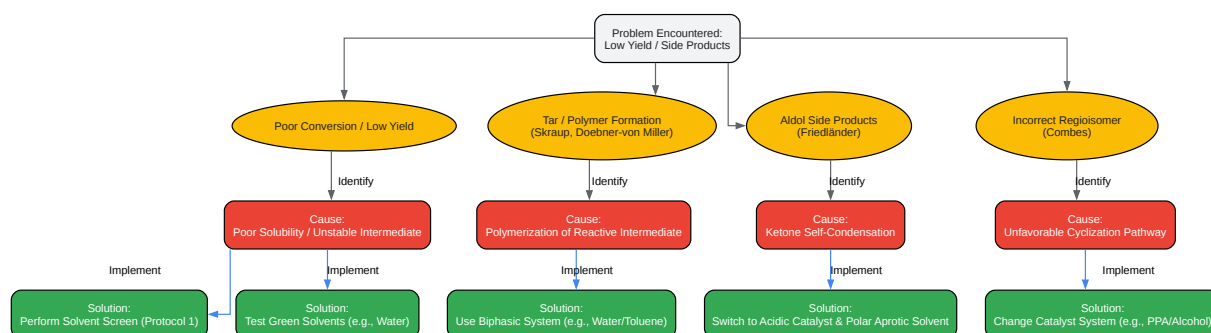 Problem Encountered:
Low Yield / Side Products
Poor Conversion / Low Yield
Tar / Polymer Formation
(Skraup, Doebner-von Miller)
Aldol Side Products
(Friedländer)
Incorrect Regioisomer
(Combes)
Identify
Identify
Identify
Identify
Cause:
Poor Solubility / Unstable Intermediate
Cause:
Polymerization of Reactive Intermediate
Cause:
Ketone Self-Condensation
Cause:
Unfavorable Cyclization Pathway
Implement
Implement
Implement
Implement
Implement
Solution:
Perform Solvent Screen (Protocol 1)
Solution:
Test Green Solvents (e.g., Water)
Solution:
Use Biphasic System (e.g., Water/Toluene)
Solution:
Switch to Acidic Catalyst & Polar Aprotic Solvent
Solution:
Change Catalyst System (e.g., PPA/Alcohol)